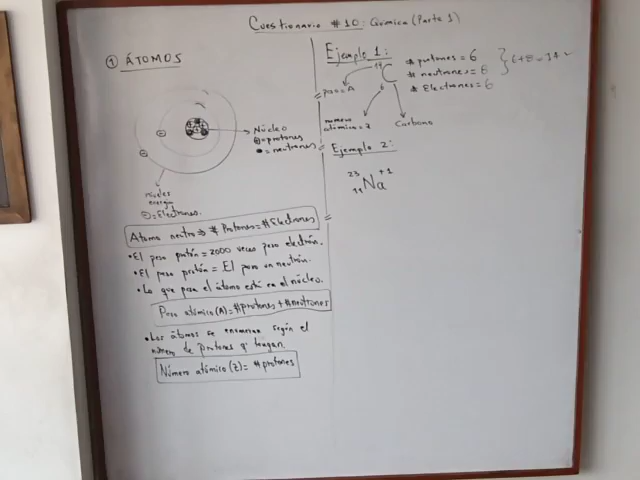 Cuestionario #10: Química (Parte 1)
① ÁTOMOS
Núcleo
⊕=protones
●=neutrones
niveles
energía
⊖=Electrones.
Atomo neutro ⇒ # Protones = # Electrones
• El peso protón = 2000 veces peso electrón.
• El peso protón = El peso un neutrón.
• Lo que pesa el átomo está en el núcleo.
Peso atómico (A) = #protones + #neutrones
• Los átomos se enumeran según el
número de protones q' tengan.
Número atómico (Z) = # protones
Ejemplo 1:
14
C
6
peso = A
número
atómico = Z
Carbono
# protones = 6
# neutrones = 8
# Electrones = 6
6+8 = 14
Ejemplo 2:
23 +1
11 Na